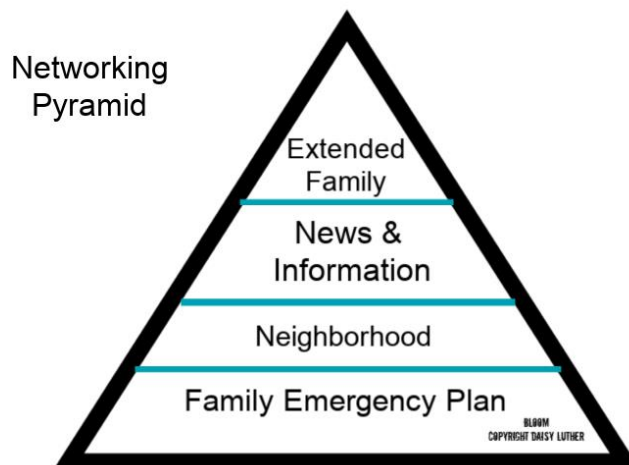 Networking
Pyramid
Extended
Family
News &
Information
Neighborhood
Family Emergency Plan
BLOOM
COPYRIGHT DAISY LUTHER